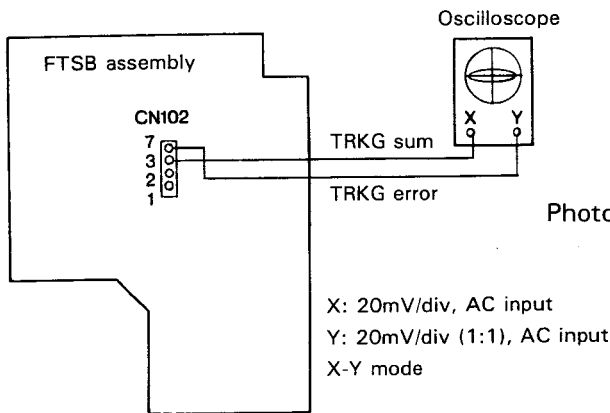 Oscilloscope
FTSB assembly
CN102
X Y
7
3
2
1
TRKG sum
TRKG error
X: 20mV/div, AC input
Y: 20mV/div (1:1), AC input
X-Y mode